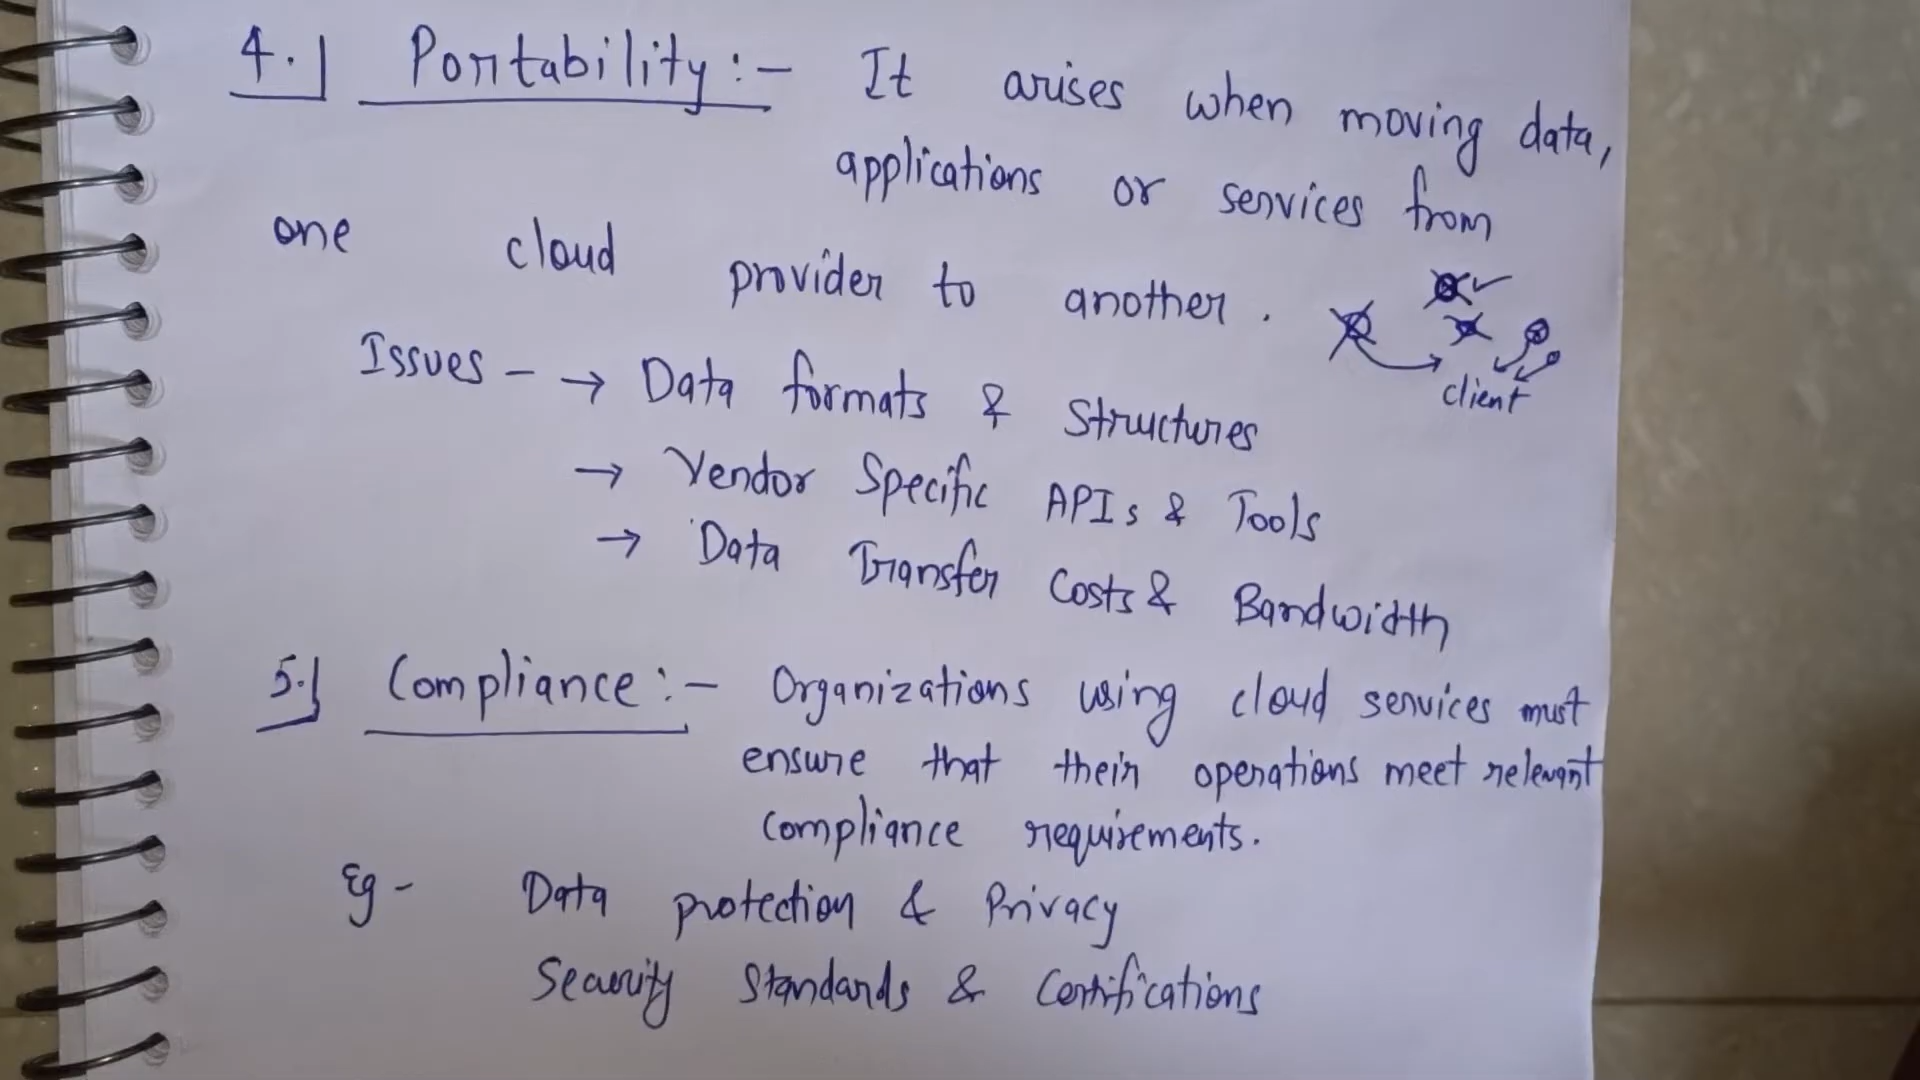 4.] Portability :- It arises when moving data,
applications or services from
one cloud provider to another.
Issues - → Data formats & Structures
client
→ Vendor Specific APIs & Tools
→ Data Transfer Costs & Bandwidth
5.] Compliance :- Organizations using cloud services must
ensure that their operations meet relevant
compliance requirements.
Eg - Data protection & Privacy
Security Standards & Certifications